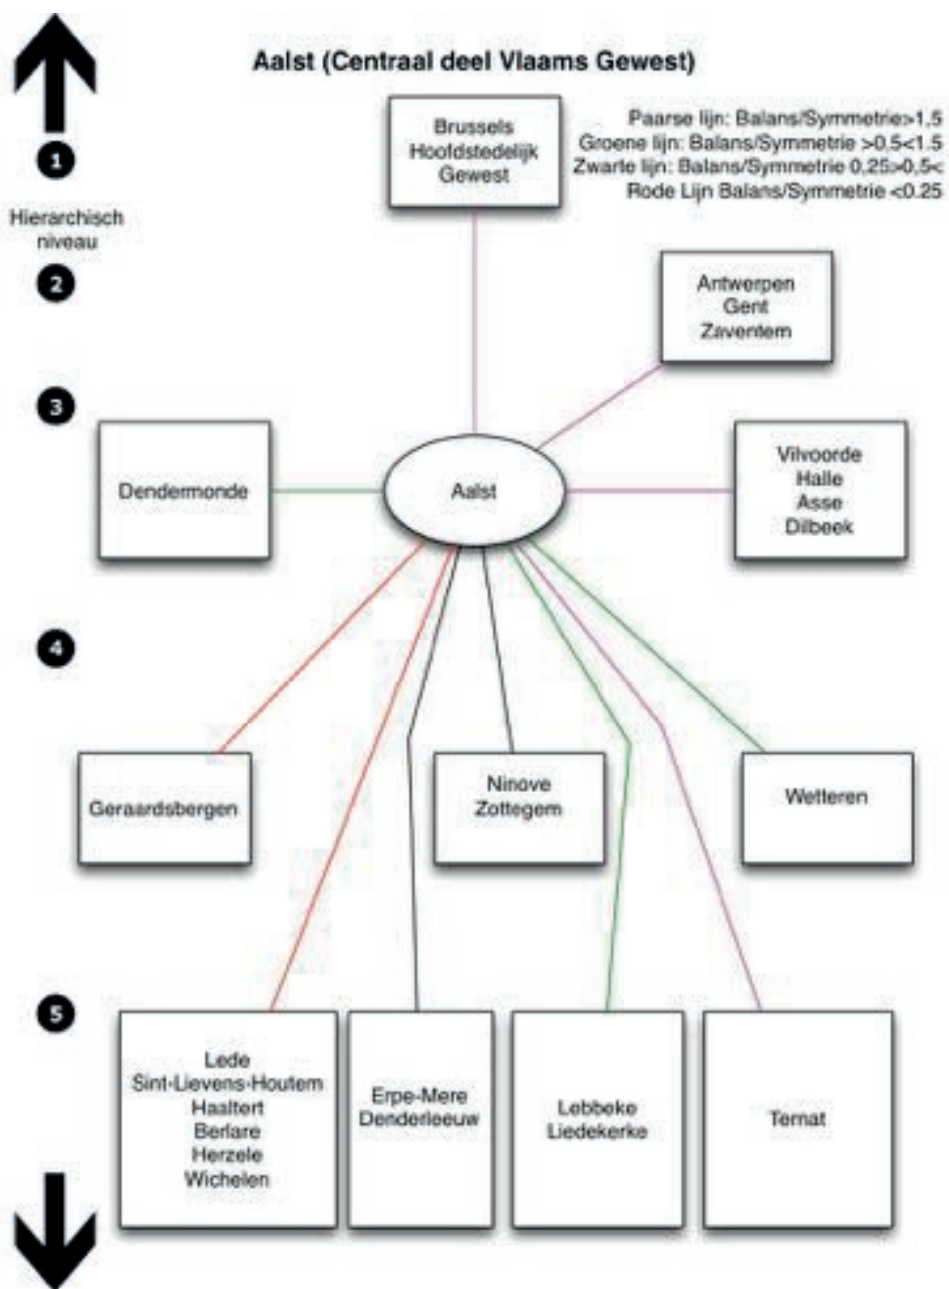 Aalst (Centraal deel Vlaams Gewest)
Brussels
Hoofdstedelijk
Gewest
Paarse lijn: Balans/Symmetrie>1,5
Groene lijn: Balans/Symmetrie >0,5<1.5
Zwarte lijn: Balans/Symmetrie 0,25>0,5<
Rode Lijn Balans/Symmetrie <0.25
1
Hierarchisch
niveau
2
Antwerpen
Gent
Zaventem
3
Dendermonde
Aalst
Vilvoorde
Halle
Asse
Dilbeek
4
Geraardsbergen
Ninove
Zottegem
Wetteren
5
Lede
Sint-Lievens-Houtem
Haaltert
Berlare
Herzele
Wichelen
Erpe-Mere
Denderleeuw
Lebbeke
Liedekerke
Ternat